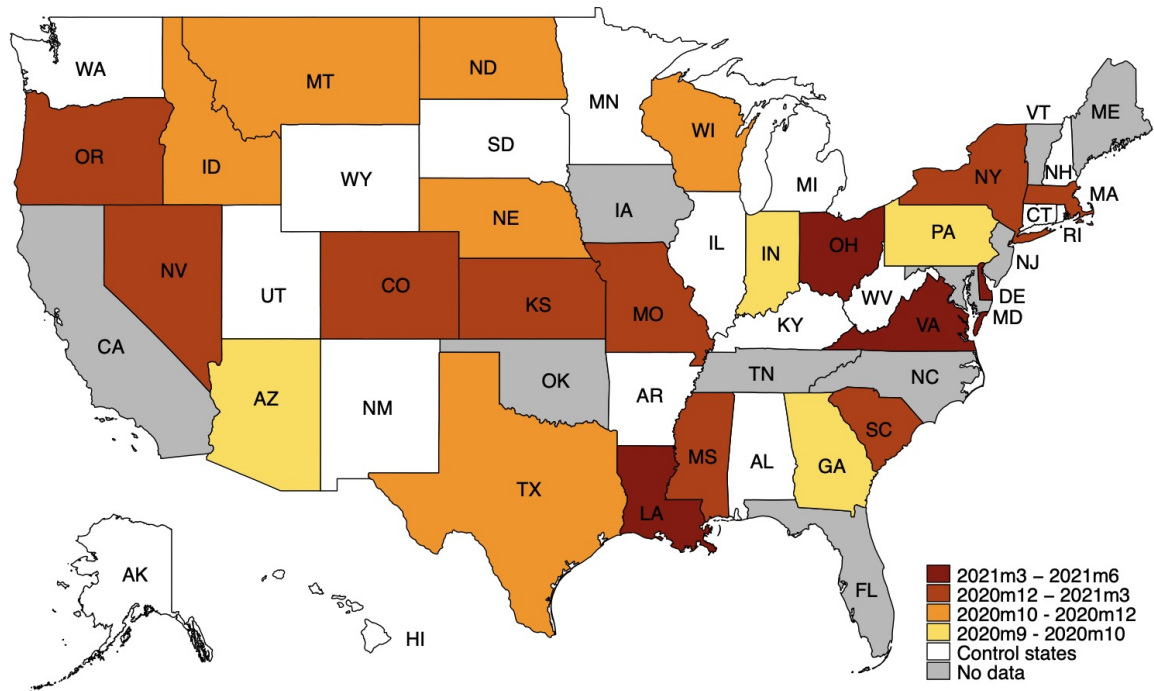 WA
MT
ND
MN
VT
ME
OR
ID
SD
WI
NH
WY
MI
NY
MA
NE
IA
CT
RI
NV
UT
CO
IL
IN
OH
PA
NJ
KS
MO
WV
DE
MD
CA
KY
VA
AZ
NM
OK
AR
TN
NC
MS
AL
GA
SC
TX
LA
FL
AK
HI
2021m3 – 2021m6
2020m12 – 2021m3
2020m10 - 2020m12
2020m9 - 2020m10
Control states
No data